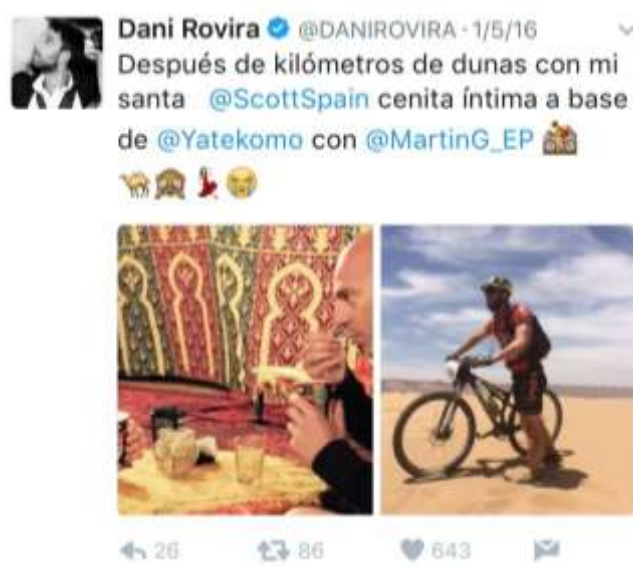 Dani Rovira @DANIROVIRA · 1/5/16
Después de kilómetros de dunas con mi
santa @ScottSpain cenita íntima a base
de @Yatekomo con @MartinG_EP
26 86 643